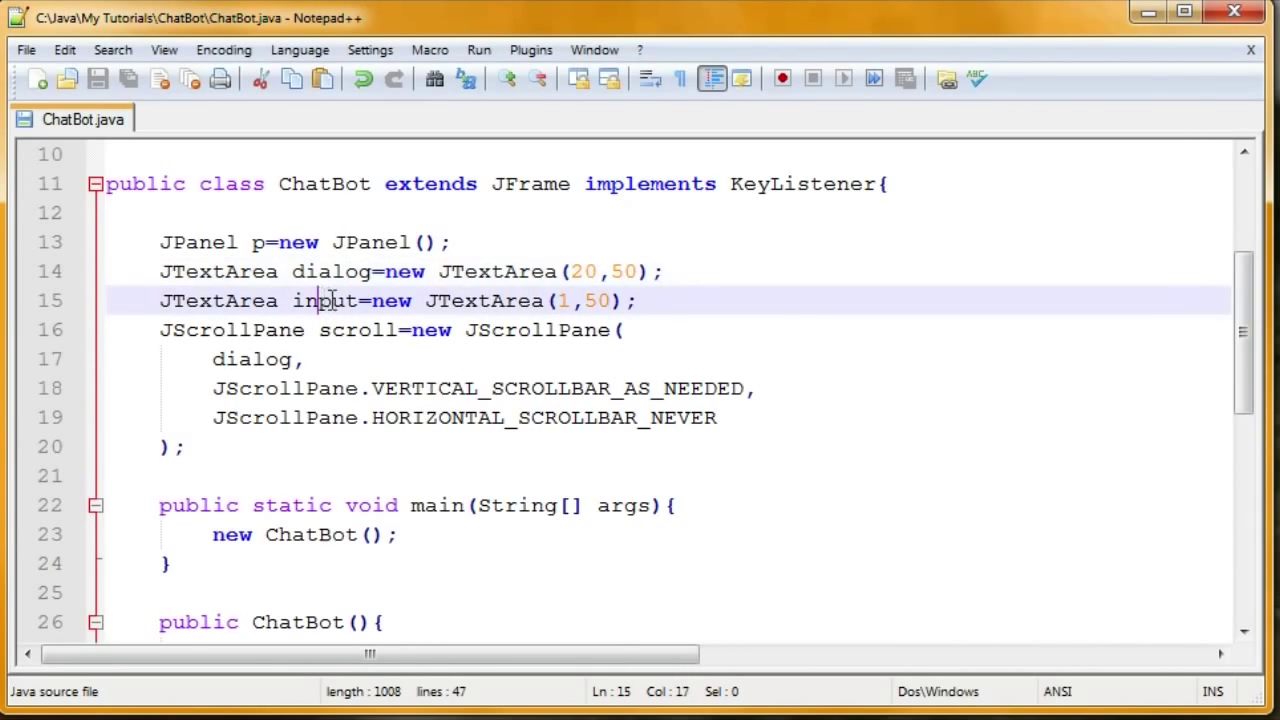 C:\Java\My Tutorials\ChatBot\ChatBot.java - Notepad++
File Edit Search View Encoding Language Settings Macro Run Plugins Window ? X
ABC
ChatBot.java
10
11 public class ChatBot extends JFrame implements KeyListener{
12
13 JPanel p=new JPanel();
14 JTextArea dialog=new JTextArea(20,50);
15 JTextArea input=new JTextArea(1,50);
16 JScrollPane scroll=new JScrollPane(
17 dialog,
18 JScrollPane.VERTICAL_SCROLLBAR_AS_NEEDED,
19 JScrollPane.HORIZONTAL_SCROLLBAR_NEVER
20 );
21
22 public static void main(String[] args){
23 new ChatBot();
24 }
25
26 public ChatBot(){
Java source file length : 1008 lines : 47 Ln : 15 Col : 17 Sel : 0 Dos\Windows ANSI INS